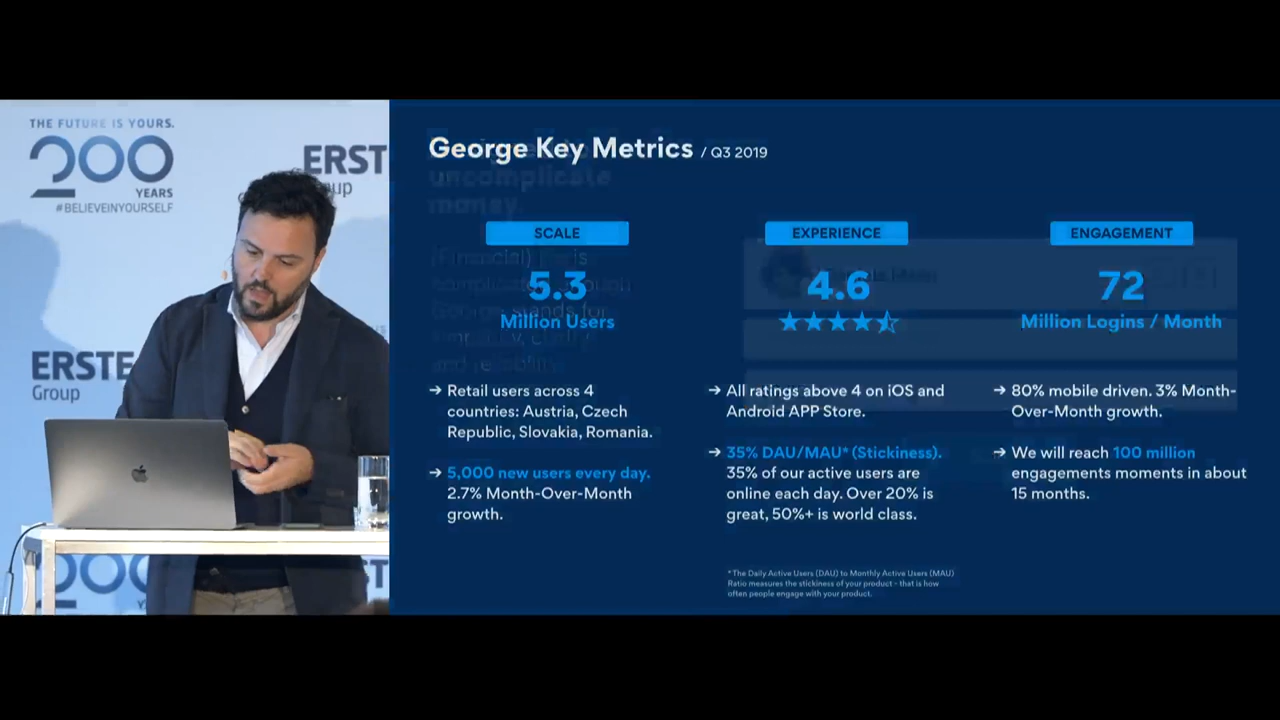 THE FUTURE IS YOURS.
200
YEARS
#BELIEVEINYOURSELF
ERST
up
ERSTE
Group
George Key Metrics / Q3 2019
uncomplicate
money.
SCALE
5.3
Million Users
→ Retail users across 4
countries: Austria, Czech
Republic, Slovakia, Romania.
→ 5,000 new users every day.
2.7% Month-Over-Month
growth.
EXPERIENCE
4.6
→ All ratings above 4 on iOS and
Android APP Store.
→ 35% DAU/MAU* (Stickiness).
35% of our active users are
online each day. Over 20% is
great, 50%+ is world class.
* The Daily Active Users (DAU) to Monthly Active Users (MAU)
Ratio measures the stickiness of your product - that is how
often people engage with your product.
ENGAGEMENT
72
Million Logins / Month
→ 80% mobile driven. 3% Month-
Over-Month growth.
→ We will reach 100 million
engagements moments in about
15 months.